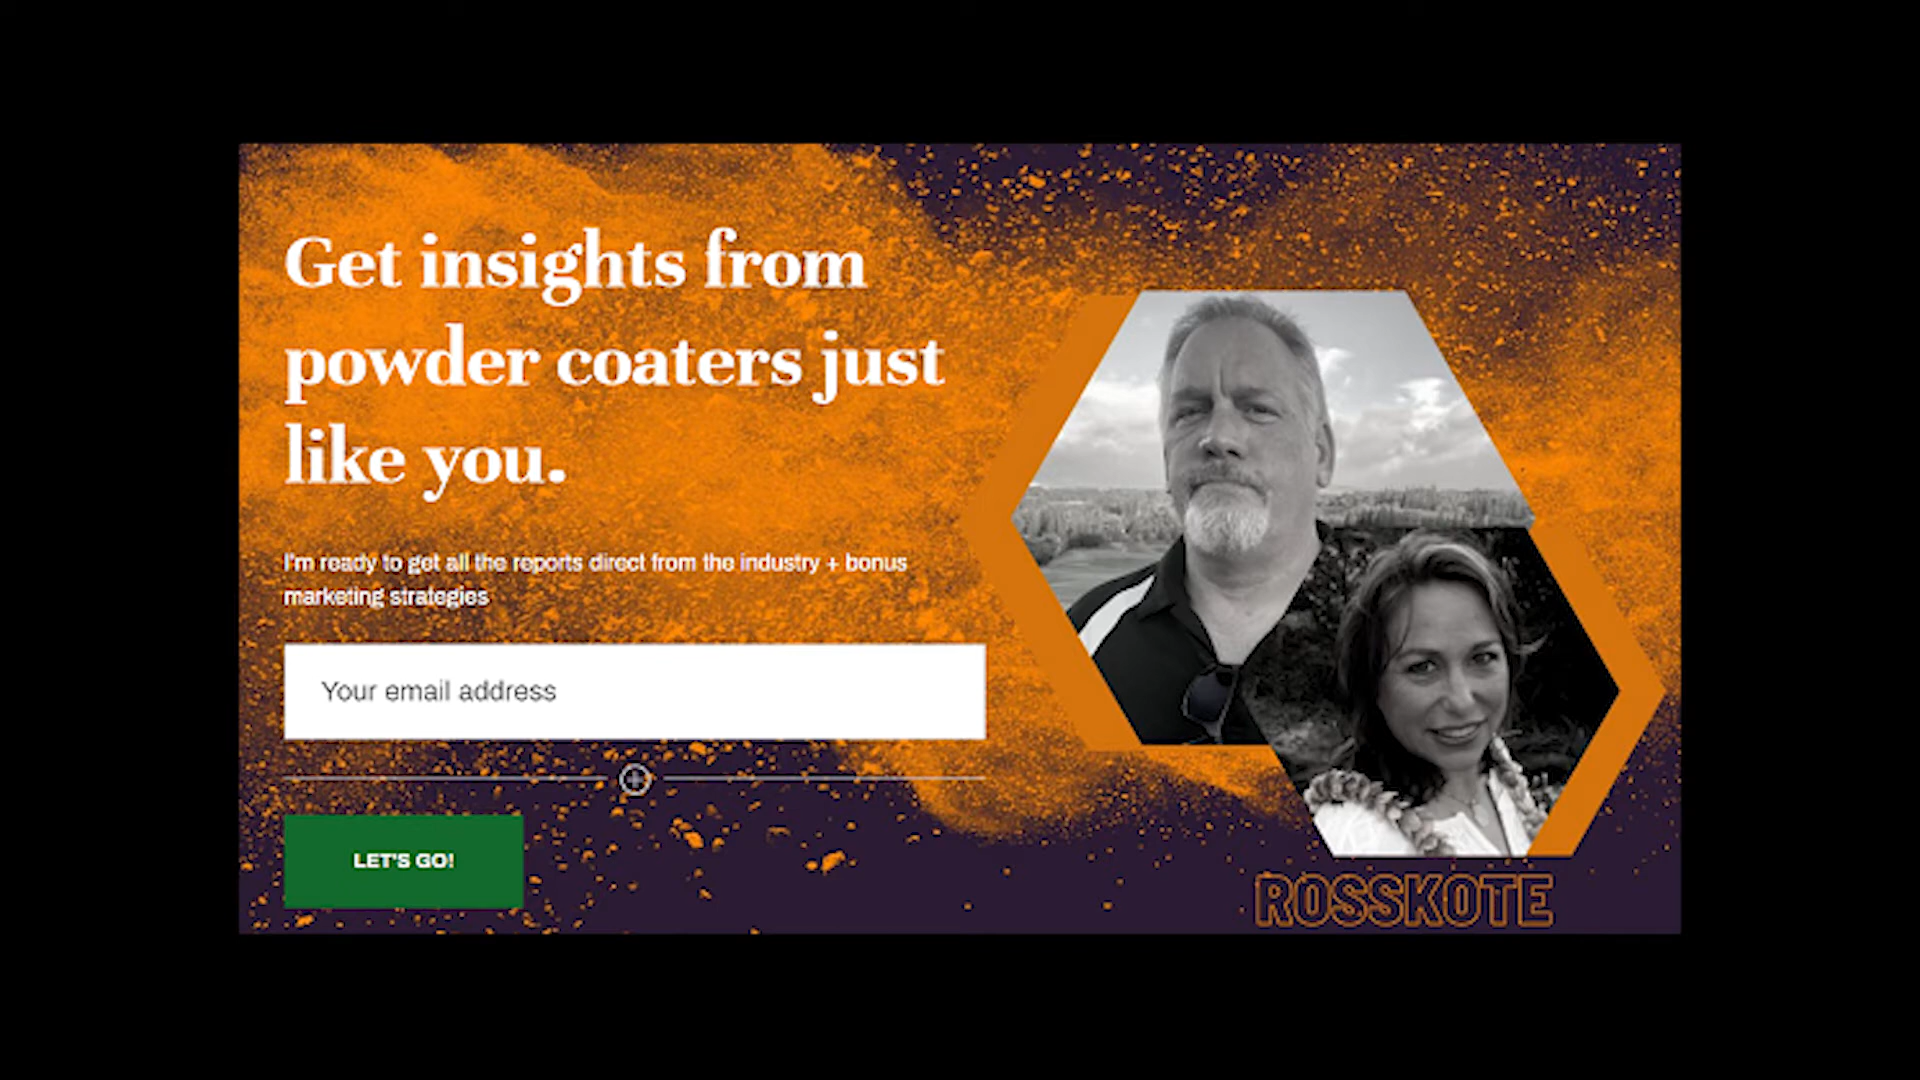 Get insights from
powder coaters just
like you.
I'm ready to get all the reports direct from the industry + bonus
marketing strategies
Your email address
LET'S GO!
ROSSKOTE